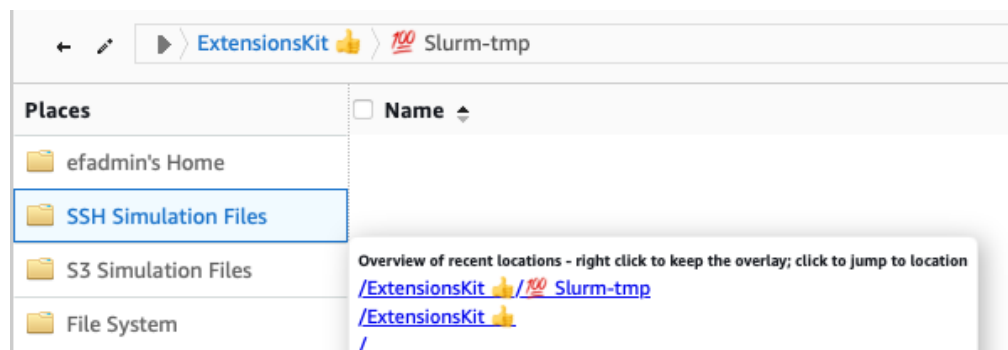 ExtensionsKit 👍 💯 Slurm-tmp
Places
Name
efadmin's Home
SSH Simulation Files
S3 Simulation Files
File System
Overview of recent locations - right click to keep the overlay; click to jump to location
/ExtensionsKit 👍/💯 Slurm-tmp
/ExtensionsKit 👍
/